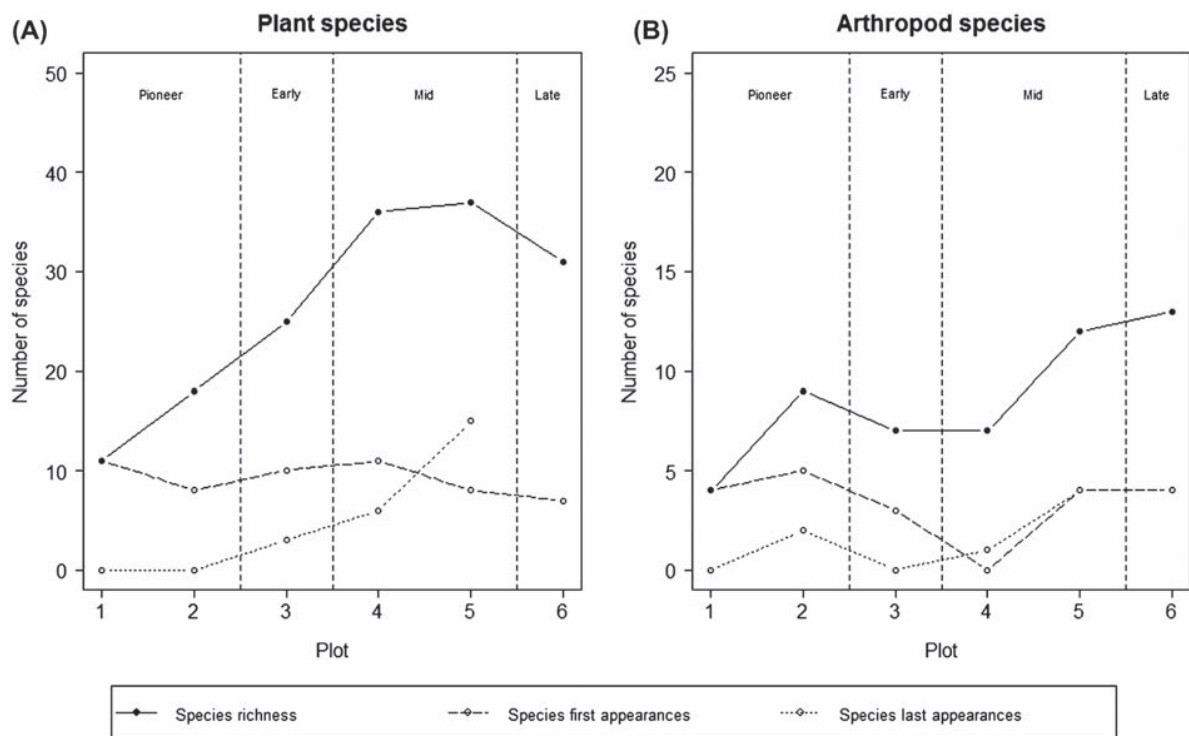 (A) Plant species
50
40
30
20
10
0
Number of species
Pioneer Early Mid Late
1 2 3 4 5 6
Plot
(B) Arthropod species
25
20
15
10
5
0
Number of species
Pioneer Early Mid Late
1 2 3 4 5 6
Plot
Species richness Species first appearances Species last appearances